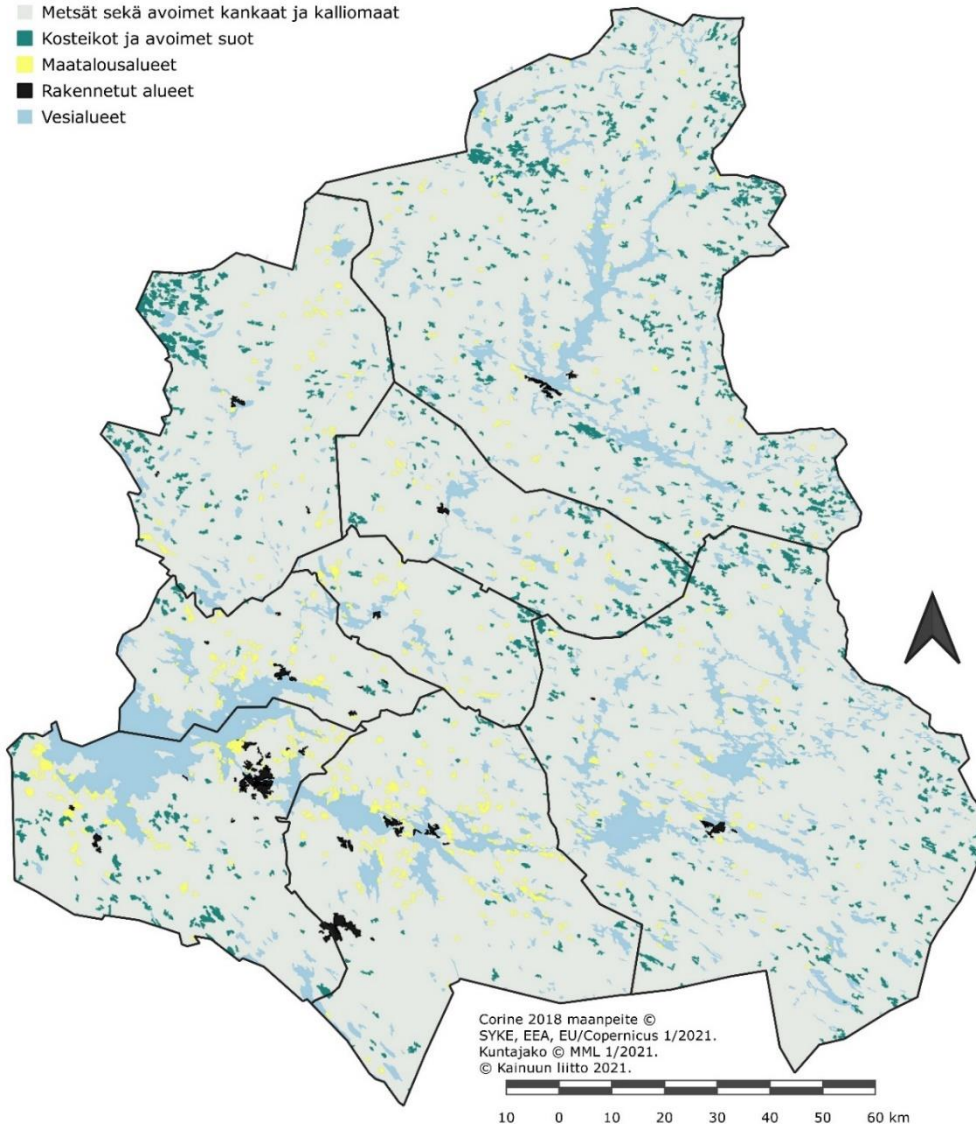 Metsät sekä avoimet kankaat ja kalliomaat
Kosteikot ja avoimet suot
Maatalousalueet
Rakennetut alueet
Vesialueet
Corine 2018 maanpeite ©
SYKE, EEA, EU/Copernicus 1/2021.
Kuntajako © MML 1/2021.
© Kainuun liitto 2021.
10 0 10 20 30 40 50 60 km